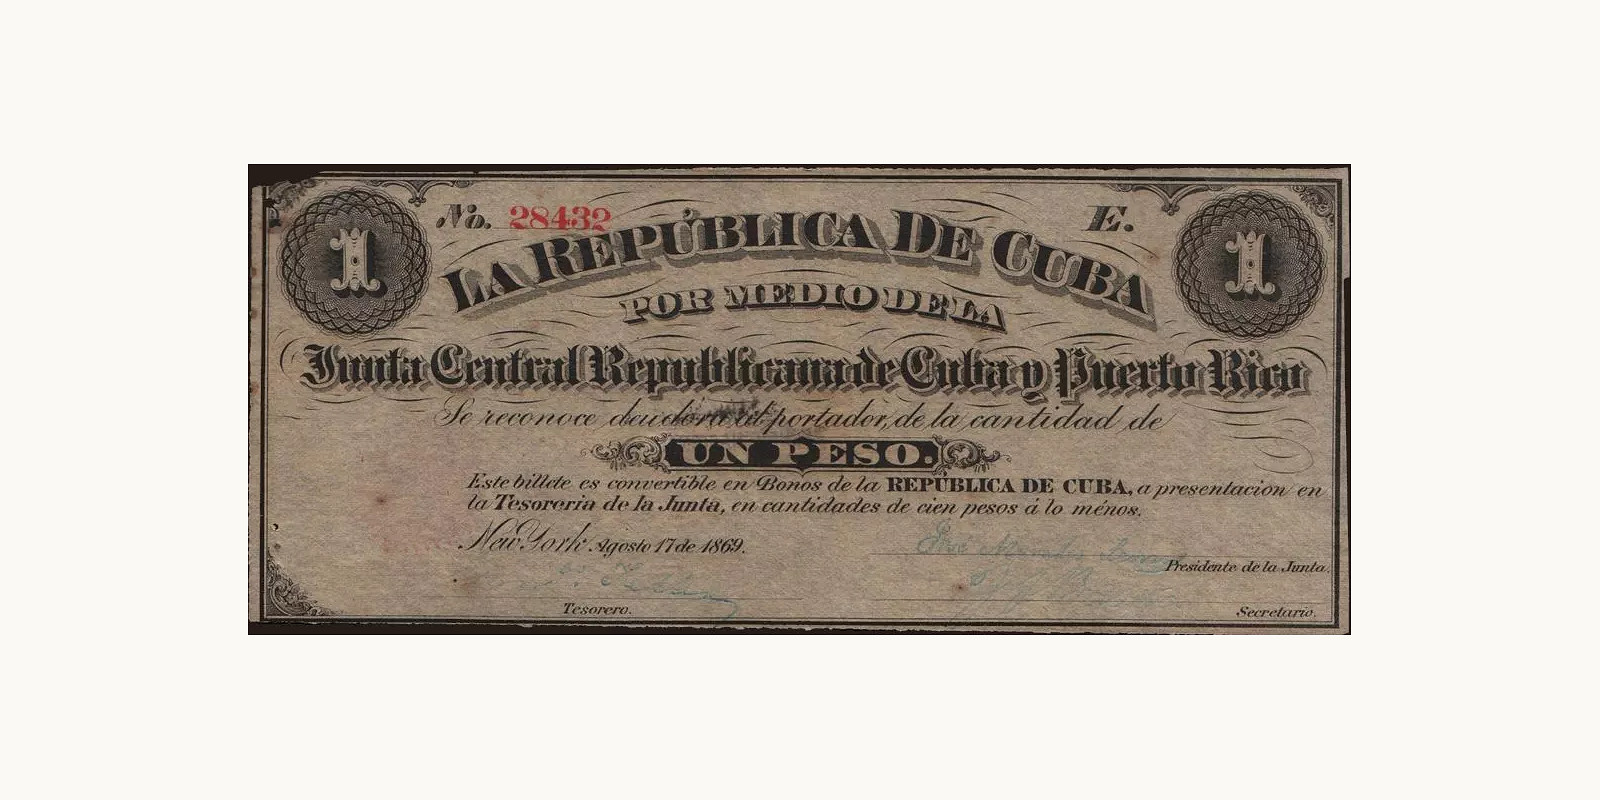 1 No. 28432 E. 1
LA REPÚBLICA DE CUBA
POR MEDIO DE LA
Junta Central Republicana de Cuba y Puerto Rico
Se reconoce deudora al portador, de la cantidad de
UN PESO.
Este billete es convertible en Bonos de la REPÚBLICA DE CUBA, a presentacion en
la Tesoreria de la Junta, en cantidades de cien pesos á lo ménos.
New York Agosto 17 de 1869.
Presidente de la Junta.
Tesorero.
Secretario.